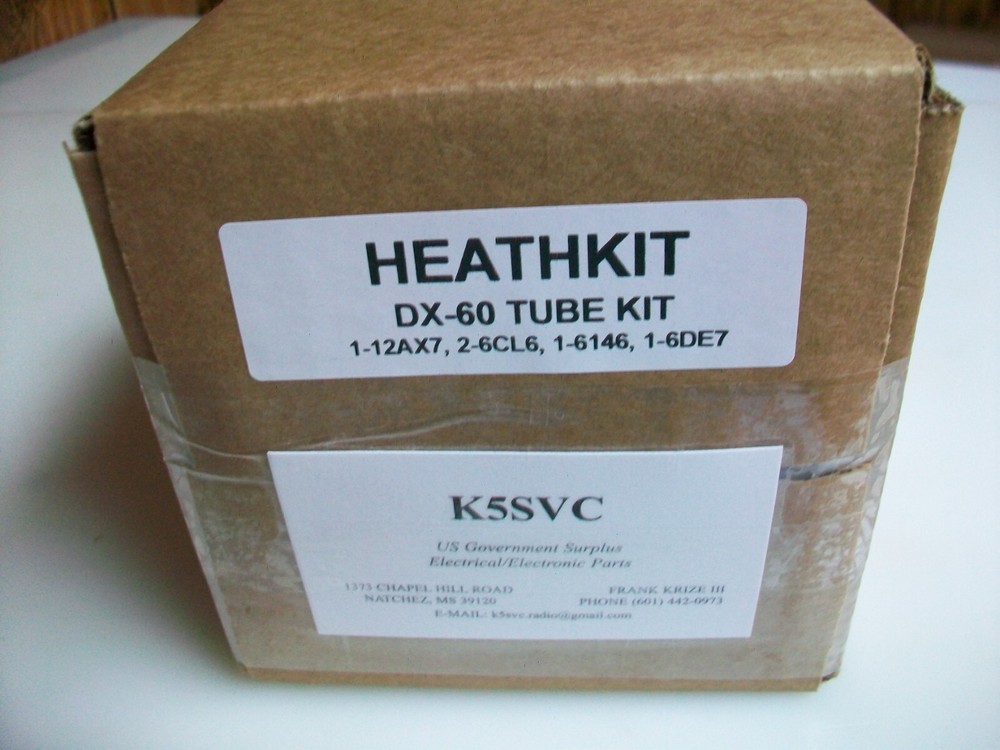 HEATHKIT
DX-60 TUBE KIT
1-12AX7, 2-6CL6, 1-6146, 1-6DE7
K5SVC
US Government Surplus
Electrical/Electronic Parts
1373 CHAPEL HILL ROAD FRANK KRIZE III
NATCHEZ, MS 39120 PHONE (601) 442-0973
E-MAIL: k5svc.radio@gmail.com